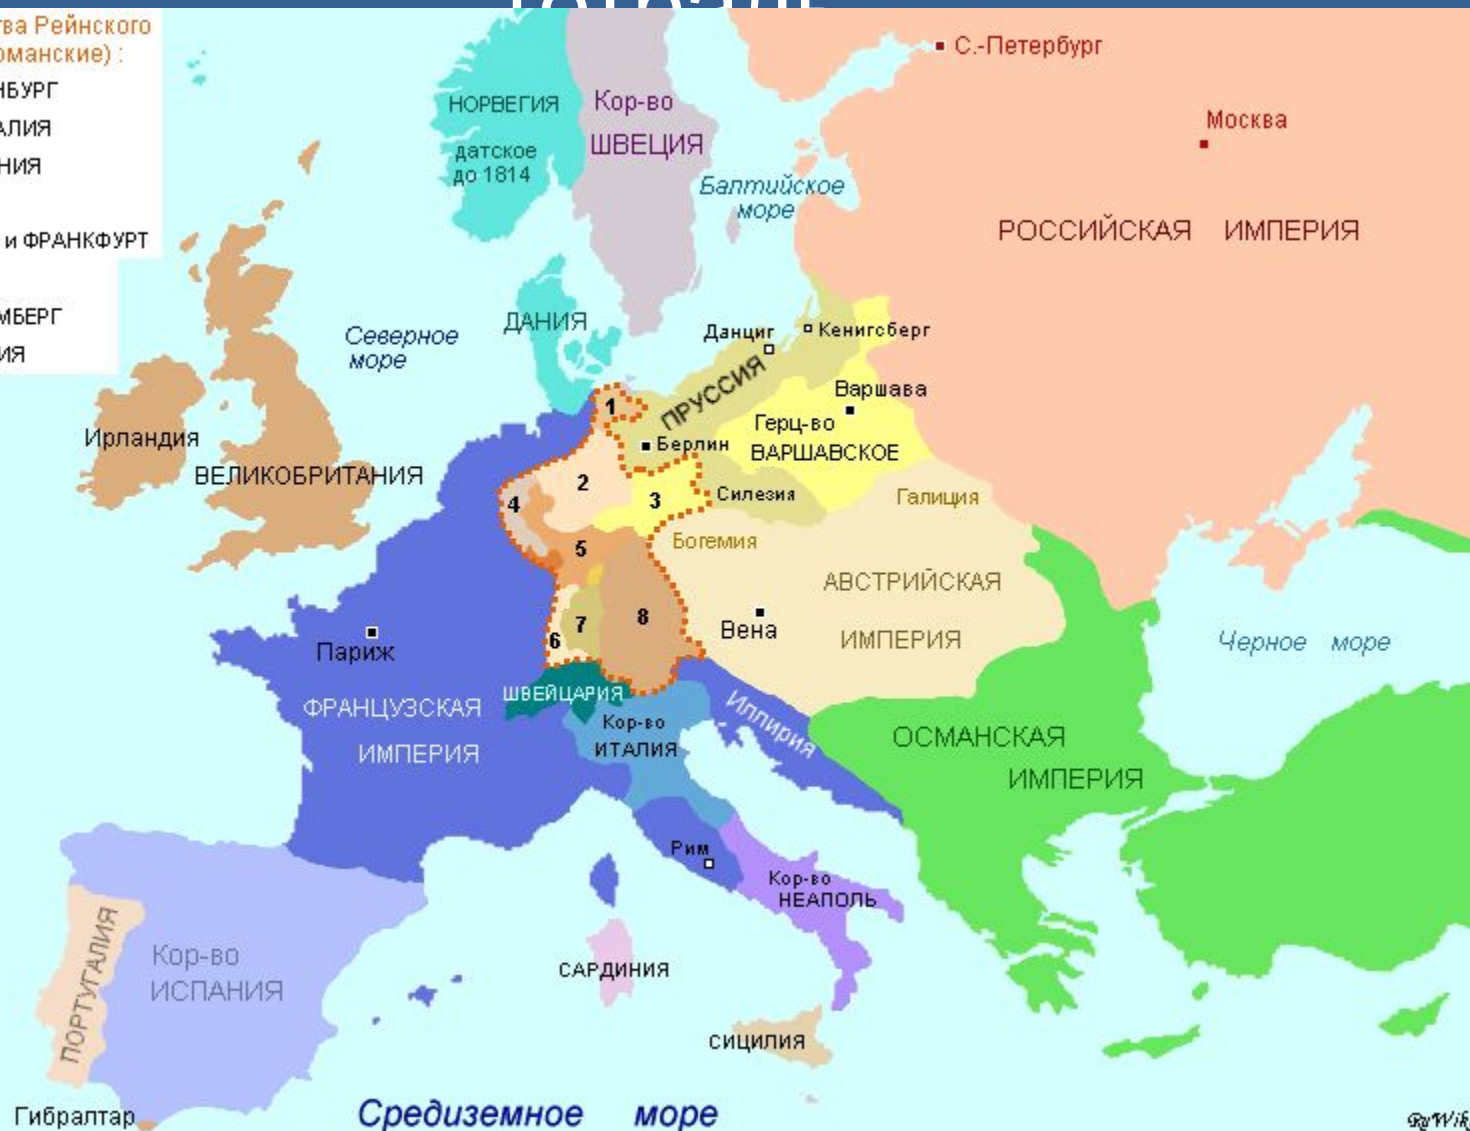 тва Рейнского
рманские) :
НБУРГ
АЛИЯ
НИЯ
и ФРАНКФУРТ
МБЕРГ
ИЯ
С.-Петербург
Москва
НОРВЕГИЯ
датское
до 1814
Кор-во
ШВЕЦИЯ
Балтийское
море
РОССИЙСКАЯ ИМПЕРИЯ
Северное
море
ДАНИЯ
Данциг
Кенигсберг
ПРУССИЯ
Варшава
Герц-во
ВАРШАВСКОЕ
Берлин
Ирландия
ВЕЛИКОБРИТАНИЯ
1
2
3
4
5
6
7
8
Силезия
Галиция
Богемия
АВСТРИЙСКАЯ
ИМПЕРИЯ
Вена
Париж
ФРАНЦУЗСКАЯ
ИМПЕРИЯ
ШВЕЙЦАРИЯ
Кор-во
ИТАЛИЯ
Иллирия
Черное море
ОСМАНСКАЯ
ИМПЕРИЯ
Рим
Кор-во
НЕАПОЛЬ
ПОРТУГАЛИЯ
Кор-во
ИСПАНИЯ
САРДИНИЯ
СИЦИЛИЯ
Гибралтар
Средиземное море
RuWik